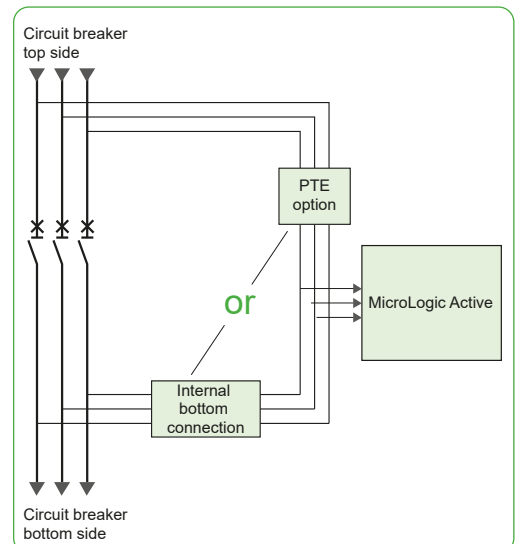 Circuit breaker
top side
PTE
option
or
MicroLogic Active
Internal
bottom
connection
Circuit breaker
bottom side